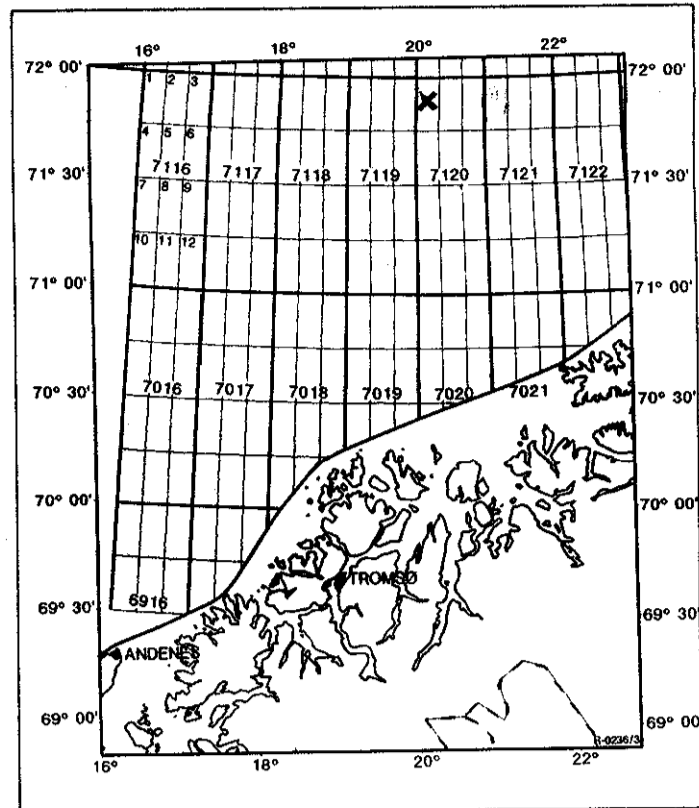 16° 18° 20° 22°
72° 00' 72° 00'
1 2 3
4 5 6
71° 30' 7116 7117 7118 7119 7120 7121 7122 71° 30'
7 8 9
10 11 12
71° 00' 71° 00'
70° 30' 7016 7017 7018 7019 7020 7021 70° 30'
70° 00' 70° 00'
TROMSØ
69° 30' 6916 69° 30'
ANDENES
69° 00' 69° 00'
R-0236/3
16° 18° 20° 22°